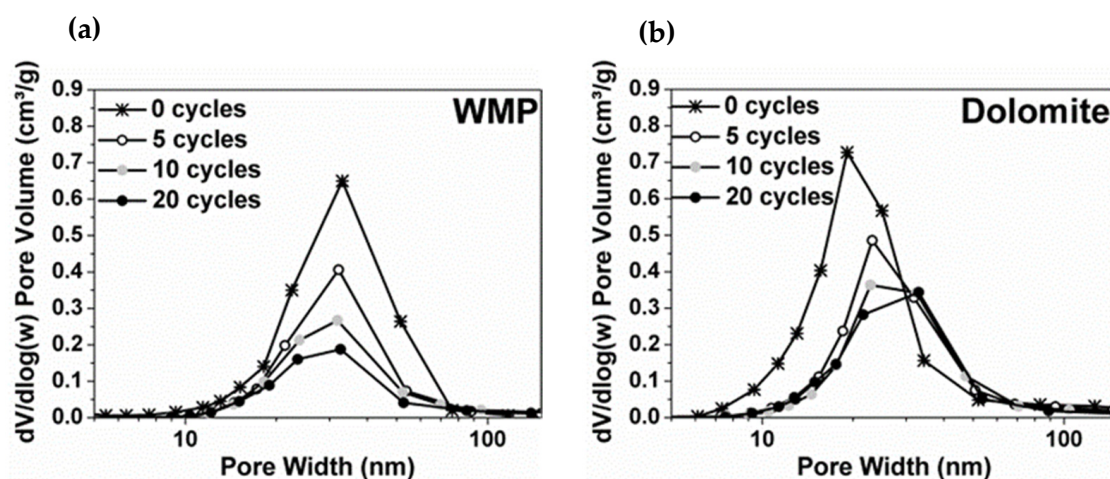 (a)
(b)
WMP
0 cycles
5 cycles
10 cycles
20 cycles
dV/dlog(w) Pore Volume (cm³/g)
0.9
0.8
0.7
0.6
0.5
0.4
0.3
0.2
0.1
0.0
10
100
Pore Width (nm)
Dolomite
0 cycles
5 cycles
10 cycles
20 cycles
dV/dlog(w) Pore Volume (cm³/g)
0.9
0.8
0.7
0.6
0.5
0.4
0.3
0.2
0.1
0.0
10
100
Pore Width (nm)